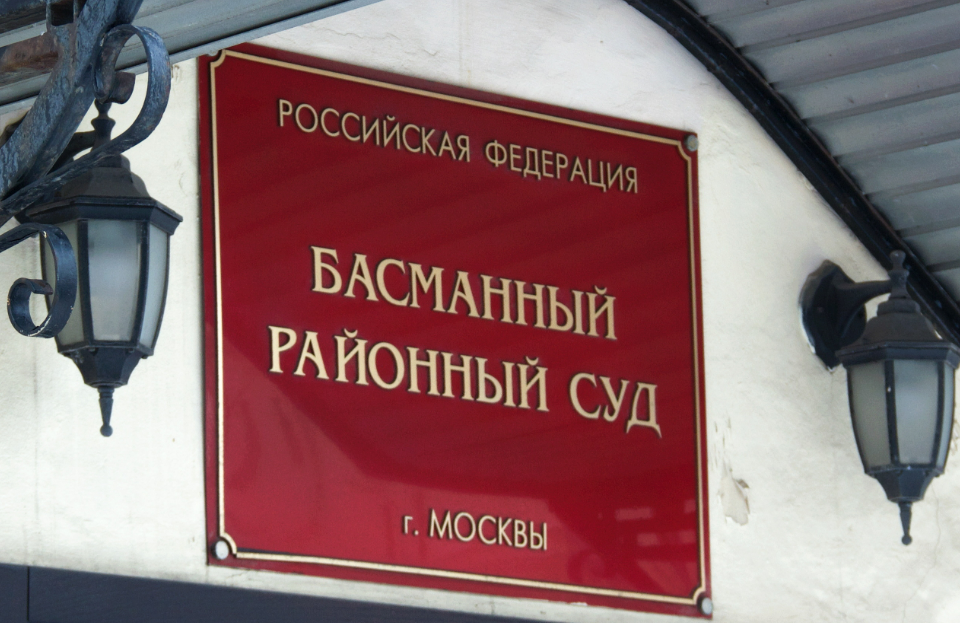 РОССИЙСКАЯ ФЕДЕРАЦИЯ
БАСМАННЫЙ
РАЙОННЫЙ СУД
г. МОСКВЫ